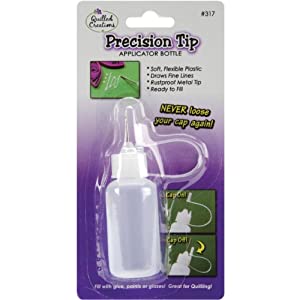 Quilled
Creations
#317
Precision Tip
APPLICATOR BOTTLE
• Soft, Flexible Plastic
• Draws Fine Lines
• Rustproof Metal Tip
• Ready to Fill
NEVER loose
your cap again!
Cap On!
Cap Off!
Fill with glue, paints or glazes! Great for Quilling!